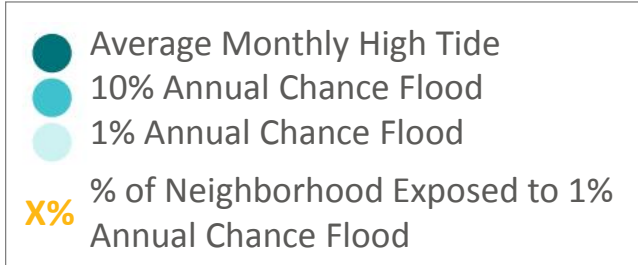 Average Monthly High Tide
10% Annual Chance Flood
1% Annual Chance Flood
X% % of Neighborhood Exposed to 1%
Annual Chance Flood